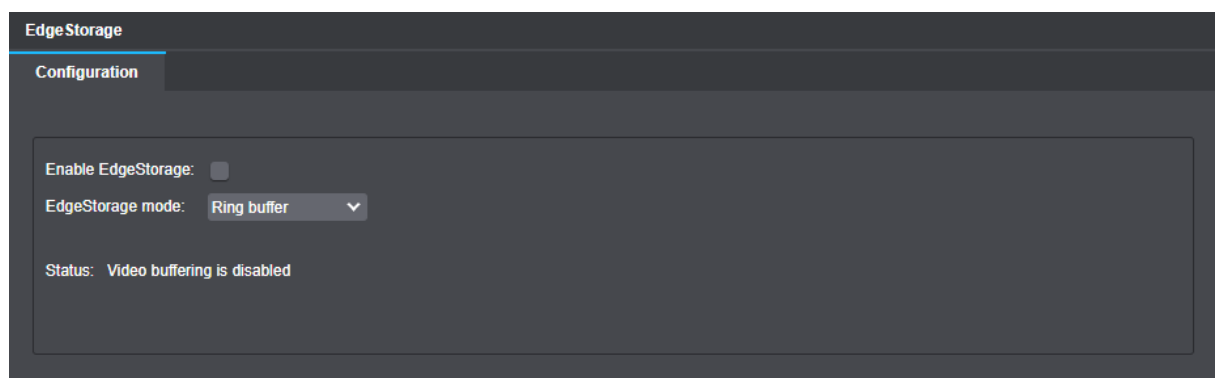 EdgeStorage
Configuration
Enable EdgeStorage:
EdgeStorage mode: Ring buffer
Status: Video buffering is disabled